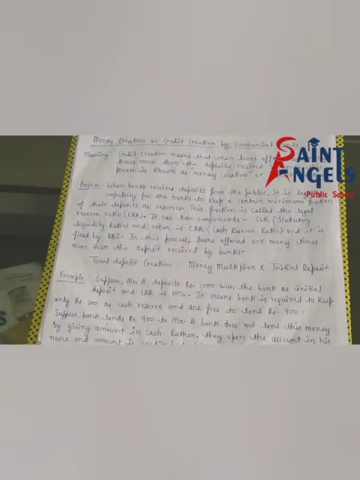 SAINT ANGELS
Public School
Money Creation or Credit Creation by Commercial
Meaning: Credit creation means that when banks
times more than the deposits received
process is known as money creation or
Process: When banks receive deposits from the public, it is legally
compulsory for the banks to keep a certain minimum fraction
of their deposits as reserve. This fraction is called the legal
reserve ratio (LRR). It has two components - SLR (Statutory
liquidity Ratio) and other is CRR (Cash Reserve Ratio) and it is
fixed by RBI. In this process, loans offered are many times
more than the deposit received by banks.
Total deposit Creation = Money Multiplier X Initial Deposit
Example: Suppose, Mr A deposits Rs 1000 with the bank as initial
deposit and LRR is 10%. It means bank is required to keep
only Rs 100 as cash reserve and are free to lend Rs. 900.
Suppose bank lends Rs 900 to Mr B bank does not lend this money
by giving amount in cash. Rather, they open the account in his
name and amount is